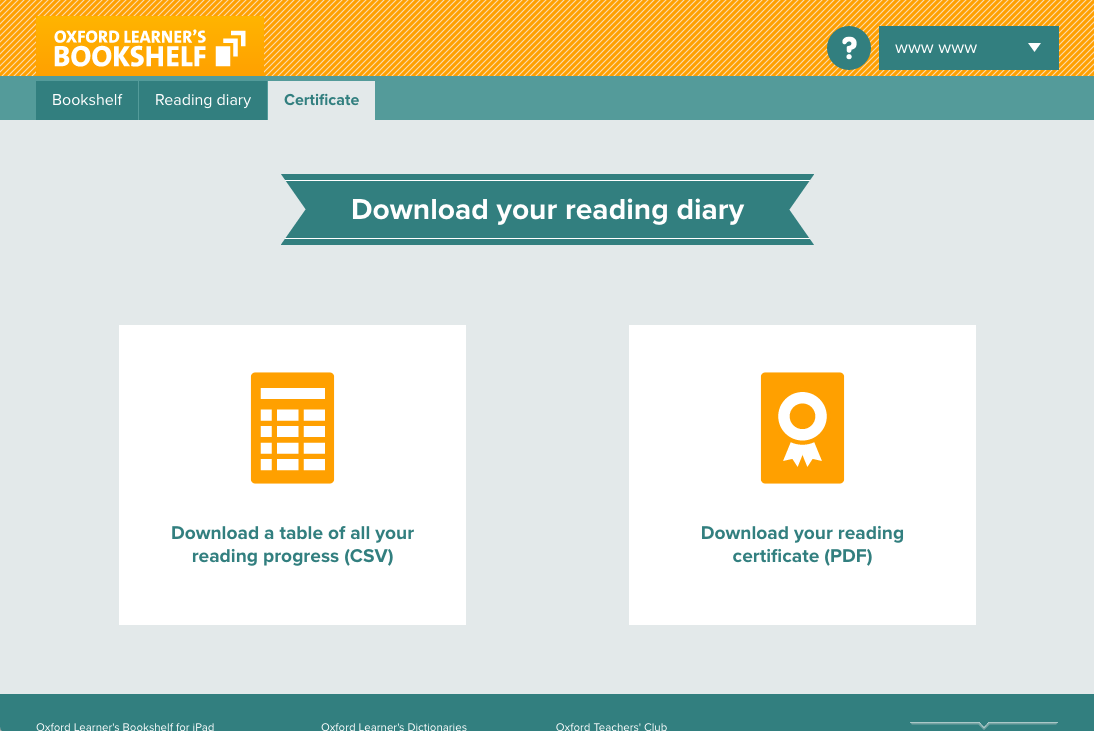 OXFORD LEARNER'S
BOOKSHELF
?
www www
Bookshelf
Reading diary
Certificate
Download your reading diary
Download a table of all your
reading progress (CSV)
Download your reading
certificate (PDF)
Oxford Learner's Bookshelf for iPad
Oxford Learner's Dictionaries
Oxford Teachers' Club